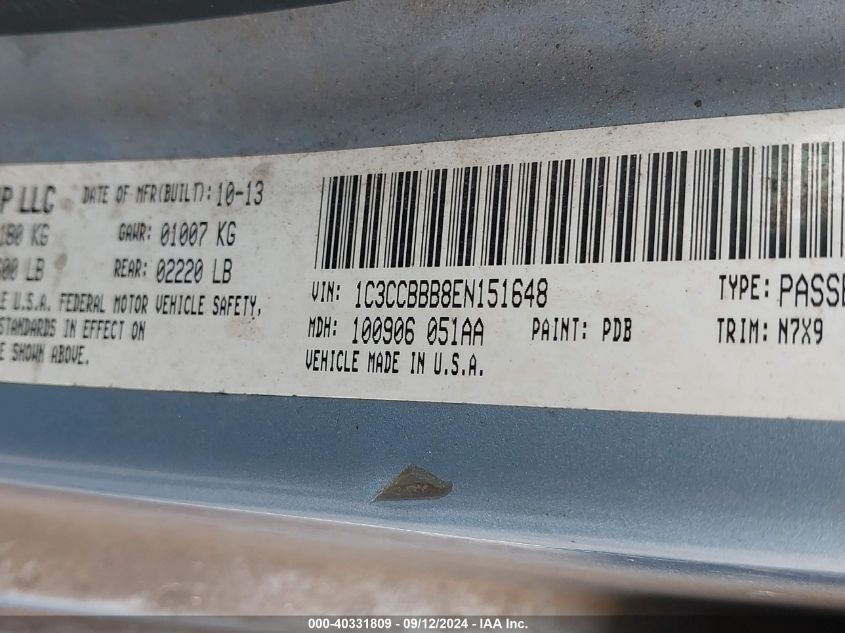 P LLC DATE OF MFR(BUILT): 10-13
180 KG GAWR: 01007 KG
600 LB REAR: 02220 LB
E U.S.A. FEDERAL MOTOR VEHICLE SAFETY,
STANDARDS IN EFFECT ON
E SHOWN ABOVE.
VIN: 1C3CCBBB8EN151648 TYPE: PASSE
MDH: 100906 051AA PAINT: PDB TRIM: N7X9
VEHICLE MADE IN U.S.A.
000-40331809 - 09/12/2024 - IAA Inc.